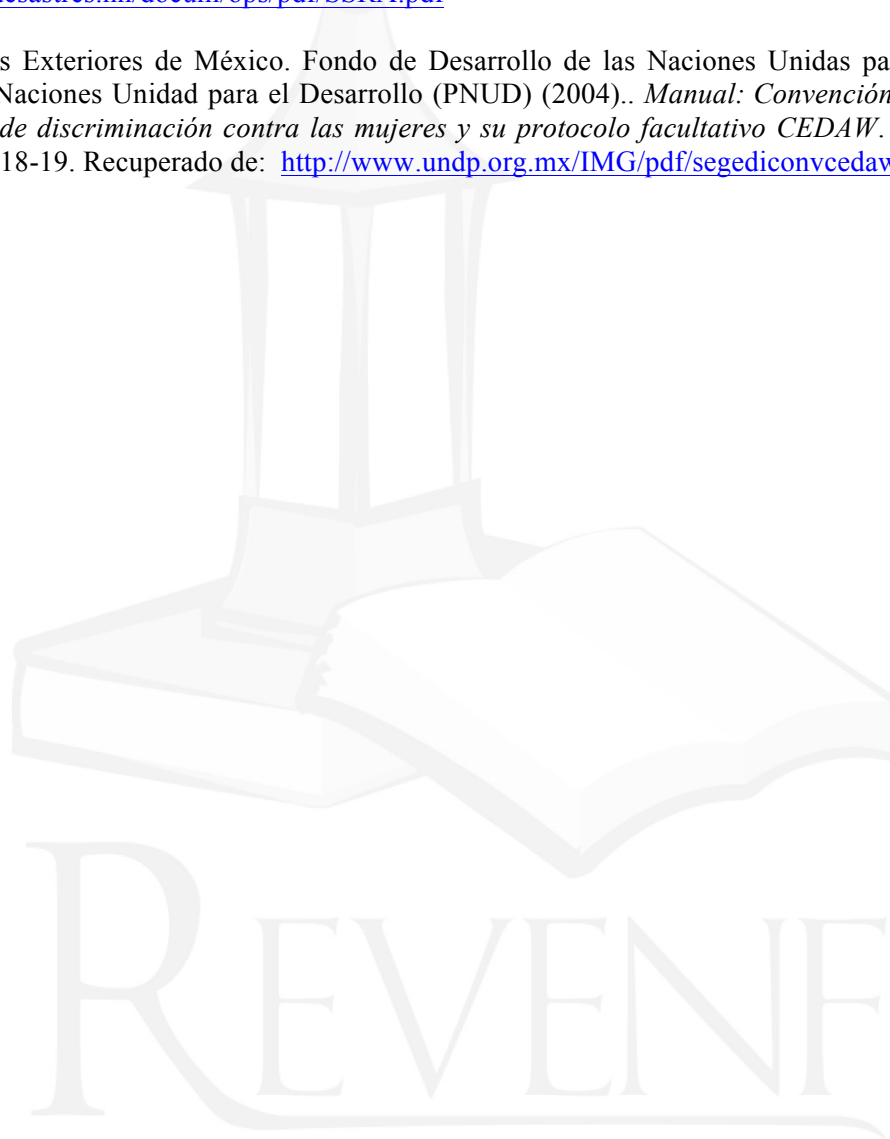 s Exteriores de México. Fondo de Desarrollo de las Naciones Unidas pa
Naciones Unidad para el Desarrollo (PNUD) (2004).. Manual: Convención
de discriminación contra las mujeres y su protocolo facultativo CEDAW.
18-19. Recuperado de: http://www.undp.org.mx/IMG/pdf/segediconvcedaw
REVENF